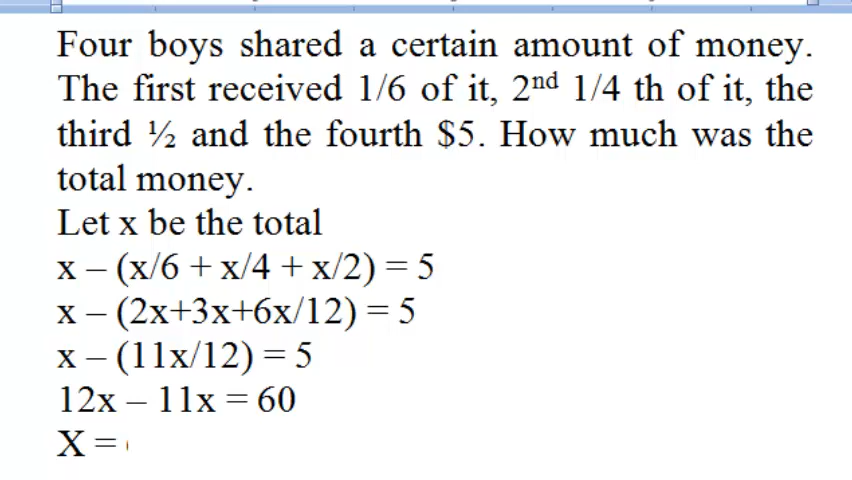 Four boys shared a certain amount of money.
The first received 1/6 of it, 2nd 1/4 th of it, the
third ½ and the fourth $5. How much was the
total money.
Let x be the total
x – (x/6 + x/4 + x/2) = 5
x – (2x+3x+6x/12) = 5
x – (11x/12) = 5
12x – 11x = 60
X =